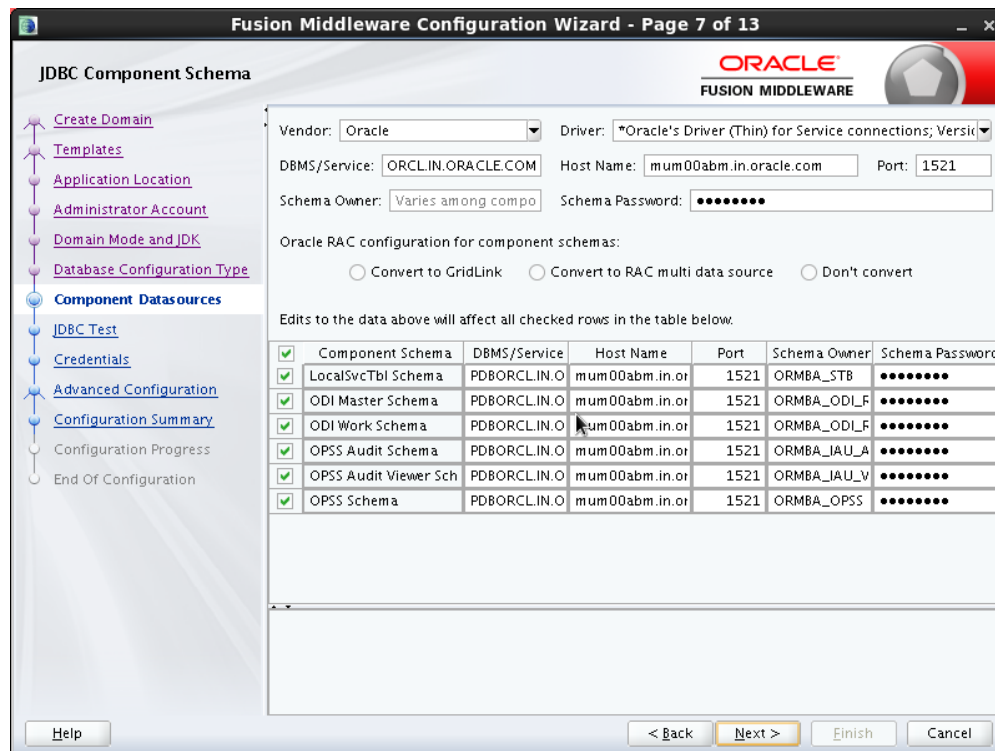 Fusion Middleware Configuration Wizard - Page 7 of 13
JDBC Component Schema
ORACLE
FUSION MIDDLEWARE
Create Domain
Templates
Application Location
Administrator Account
Domain Mode and JDK
Database Configuration Type
Component Datasources
JDBC Test
Credentials
Advanced Configuration
Configuration Summary
Configuration Progress
End Of Configuration
Vendor: Oracle Driver: *Oracle's Driver (Thin) for Service connections; Versic
DBMS/Service: ORCL.IN.ORACLE.COM Host Name: mum00abm.in.oracle.com Port: 1521
Schema Owner: Varies among compo Schema Password: ●●●●●●●●
Oracle RAC configuration for component schemas:
Convert to GridLink Convert to RAC multi data source Don't convert
Edits to the data above will affect all checked rows in the table below.
Component Schema DBMS/Service Host Name Port Schema Owner Schema Password
LocalSvcTbl Schema PDBORCL.IN.O mum00abm.in.or 1521 ORMBA_STB ●●●●●●●●
ODI Master Schema PDBORCL.IN.O mum00abm.in.or 1521 ORMBA_ODI_F ●●●●●●●●
ODI Work Schema PDBORCL.IN.O mum00abm.in.or 1521 ORMBA_ODI_F ●●●●●●●●
OPSS Audit Schema PDBORCL.IN.O mum00abm.in.or 1521 ORMBA_IAU_A ●●●●●●●●
OPSS Audit Viewer Sch PDBORCL.IN.O mum00abm.in.or 1521 ORMBA_IAU_V ●●●●●●●●
OPSS Schema PDBORCL.IN.O mum00abm.in.or 1521 ORMBA_OPSS ●●●●●●●●
Help < Back Next > Finish Cancel